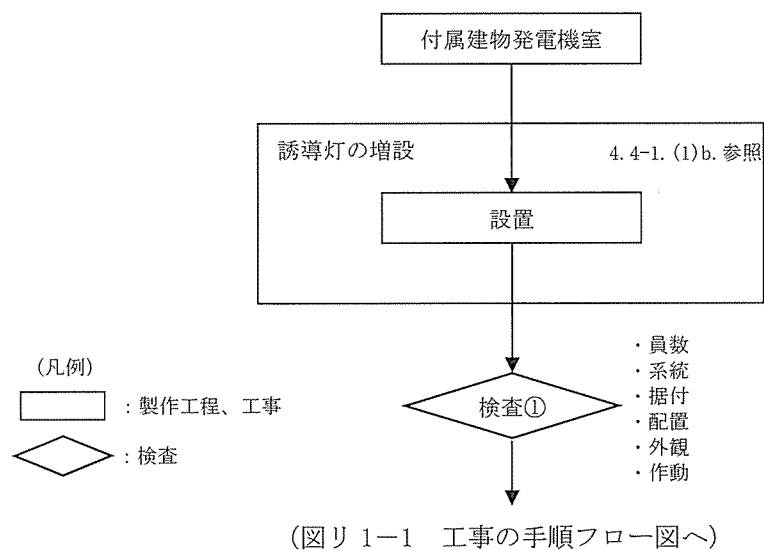 付属建物発電機室
誘導灯の増設
4.4-1.(1)b.参照
設置
・員数
・系統
・据付
・配置
・外観
・作動
検査①
(凡例)
：製作工程、工事
：検査
(図リ 1－1　工事の手順フロー図へ)